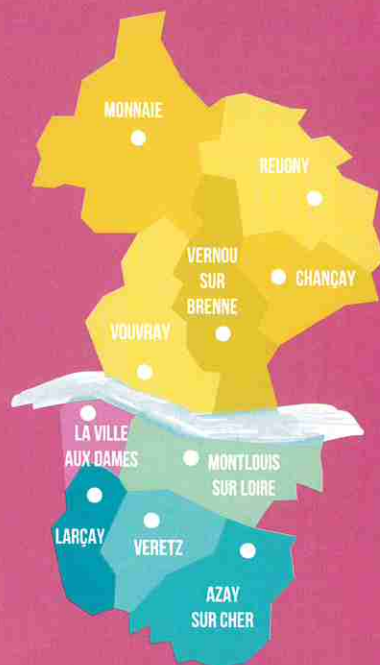 MONNAIE
REUGNY
VERNOU
SUR
BRENNE
CHANÇAY
VOUVRAY
LA VILLE
AUX DAMES
MONTLOUIS
SUR LOIRE
LARÇAY
VERETZ
AZAY
SUR CHER